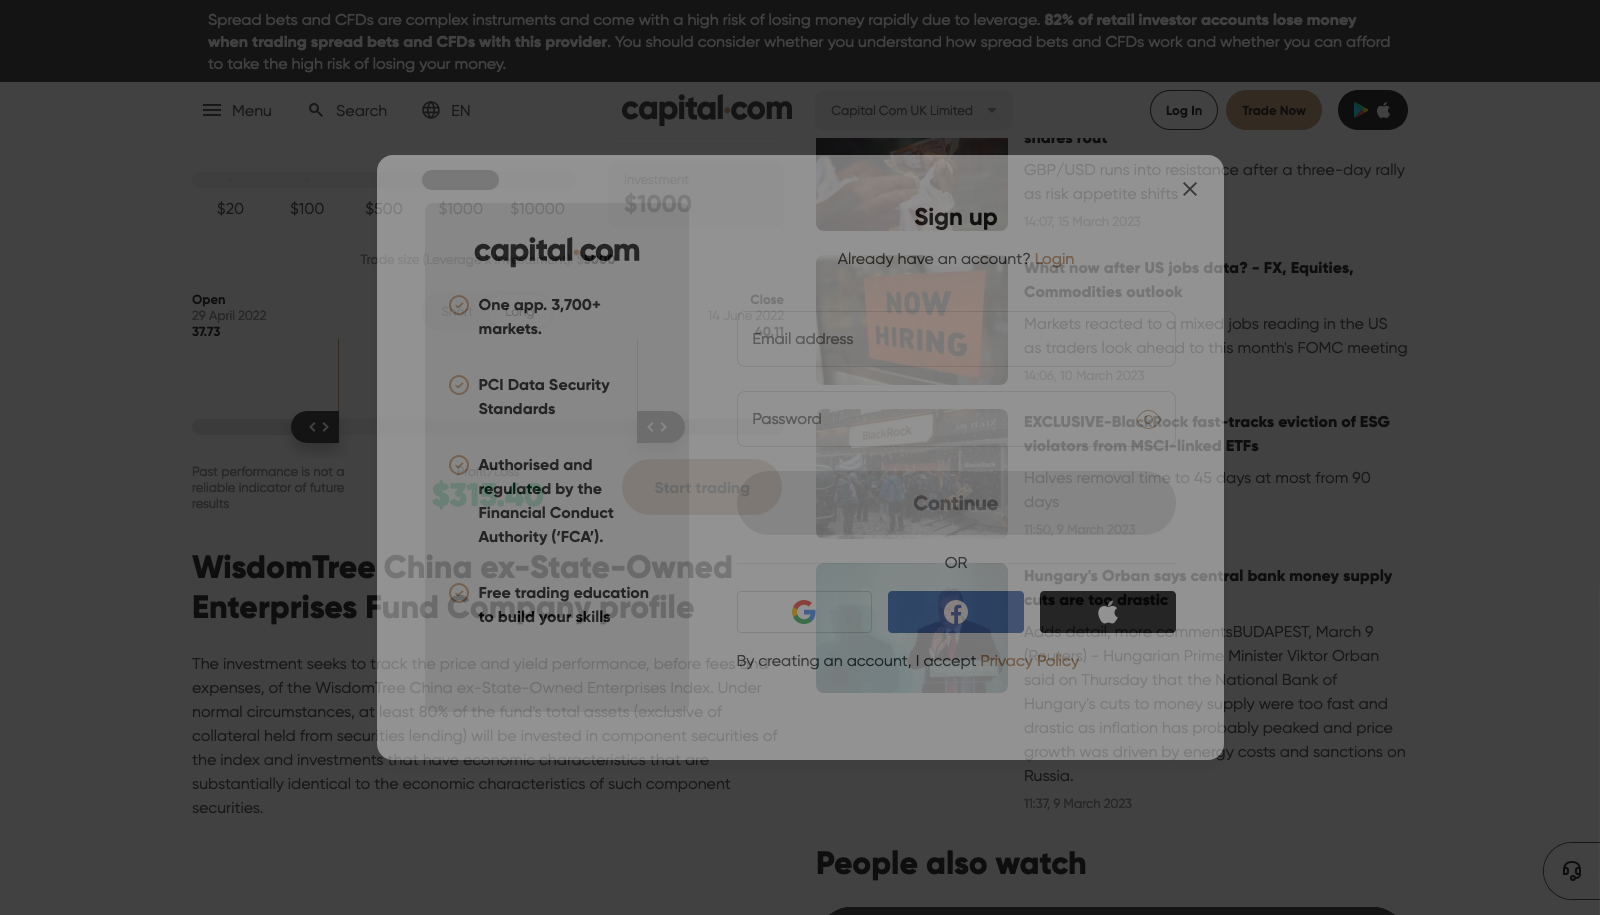 Spread bets and CFDs are complex instruments and come with a high risk of losing money rapidly due to leverage. 82% of retail investor accounts lose money
when trading spread bets and CFDs with this provider. You should consider whether you understand how spread bets and CFDs work and whether you can afford
to take the high risk of losing your money.
Menu
Search
EN
capital.com
Capital Com UK Limited
Log In
Trade Now
$20
$100
$500
$1000
$10000
Investment
$1000
Trade size (Leverage
Open
29 April 2022
37.73
Short
Long
Close
14 June 2022
40.11
Past performance is not a
reliable indicator of future
results
$315.40
Start trading
WisdomTree China ex-State-Owned
Enterprises Fund Company profile
The investment seeks to track the price and yield performance, before fees and
expenses, of the WisdomTree China ex-State-Owned Enterprises Index. Under
normal circumstances, at least 80% of the fund's total assets (exclusive of
collateral held from securities lending) will be invested in component securities of
the index and investments that have economic characteristics that are
substantially identical to the economic characteristics of such component
securities.
capital.com
One app. 3,700+
markets.
PCI Data Security
Standards
Authorised and
regulated by the
Financial Conduct
Authority (‘FCA’).
Free trading education
to build your skills
Sign up
Already have an account? Login
Email address
Password
Continue
OR
By creating an account, I accept Privacy Policy
shares rout
GBP/USD runs into resistance after a three-day rally
as risk appetite shifts
14:07, 15 March 2023
NOW
HIRING
What now after US jobs data? - FX, Equities,
Commodities outlook
Markets reacted to a mixed jobs reading in the US
as traders look ahead to this month's FOMC meeting
14:06, 10 March 2023
BlackRock
EXCLUSIVE-BlackRock fast-tracks eviction of ESG
violators from MSCI-linked ETFs
Halves removal time to 45 days at most from 90
days
11:50, 9 March 2023
Hungary's Orban says central bank money supply
cuts are too drastic
Adds detail, more commentsBUDAPEST, March 9
(Reuters) - Hungarian Prime Minister Viktor Orban
said on Thursday that the National Bank of
Hungary's cuts to money supply were too fast and
drastic as inflation has probably peaked and price
growth was driven by energy costs and sanctions on
Russia.
11:37, 9 March 2023
People also watch